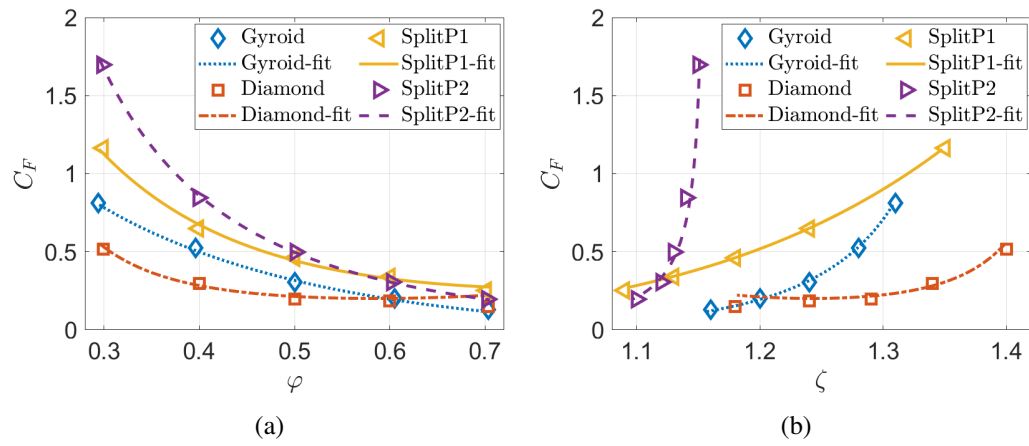 2
1.5
1
0.5
0
C_F
Gyroid
Gyroid-fit
Diamond
Diamond-fit
SplitP1
SplitP1-fit
SplitP2
SplitP2-fit
0.3 0.4 0.5 0.6 0.7
φ
(a)
2
1.5
1
0.5
0
C_F
Gyroid
Gyroid-fit
Diamond
Diamond-fit
SplitP1
SplitP1-fit
SplitP2
SplitP2-fit
1.1 1.2 1.3 1.4
ζ
(b)